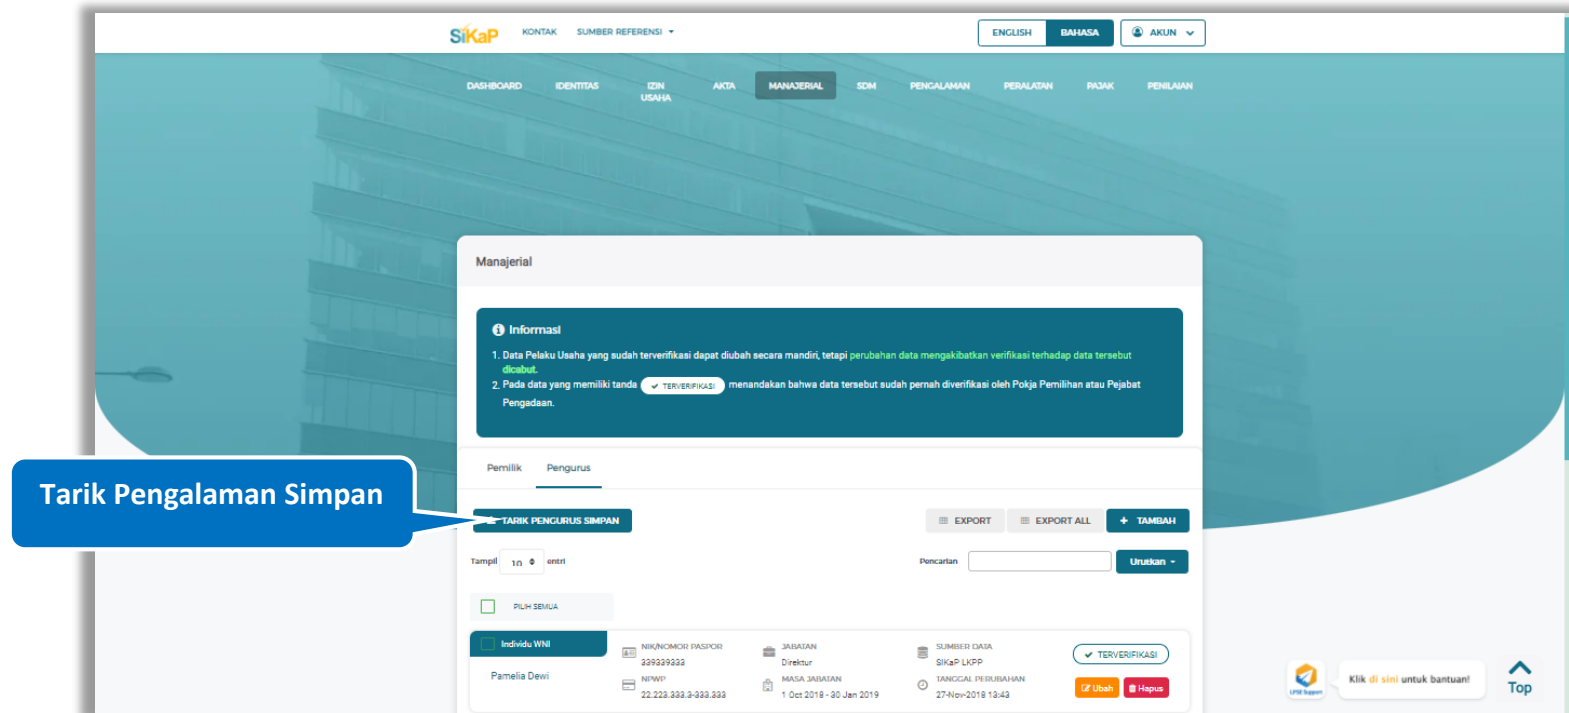 SiKaP KONTAK SUMBER REFERENSI ENGLISH BAHASA AKUN
DASHBOARD IDENTITAS IZIN USAHA AKTA MANAJERIAL SDM PENGALAMAN PERALATAN PAJAK PENILAIAN
Manajerial
Informasi
1. Data Pelaku Usaha yang sudah terverifikasi dapat diubah secara mandiri, tetapi perubahan data mengakibatkan verifikasi terhadap data tersebut
dicabut.
2. Pada data yang memiliki tanda TERVERIFIKASI menandakan bahwa data tersebut sudah pernah diverifikasi oleh Pokja Pemilihan atau Pejabat
Pengadaan.
Pemilik Pengurus
Tarik Pengalaman Simpan
TARIK PENGURUS SIMPAN EXPORT EXPORT ALL + TAMBAH
Tampil 10 entri Pencarian Urutkan
PILIH SEMUA
Individu WNI
Pamelia Dewi
NIK/NOMOR PASPOR
339339333
NPWP
22.223.333.3-333.333
JABATAN
Direktur
MASA JABATAN
1 Oct 2018 - 30 Jan 2019
SUMBER DATA
SIKaP LKPP
TANGGAL PERUBAHAN
27-Nov-2018 13:43
TERVERIFIKASI
Ubah Hapus
LPSE Support
Klik di sini untuk bantuan!
Top